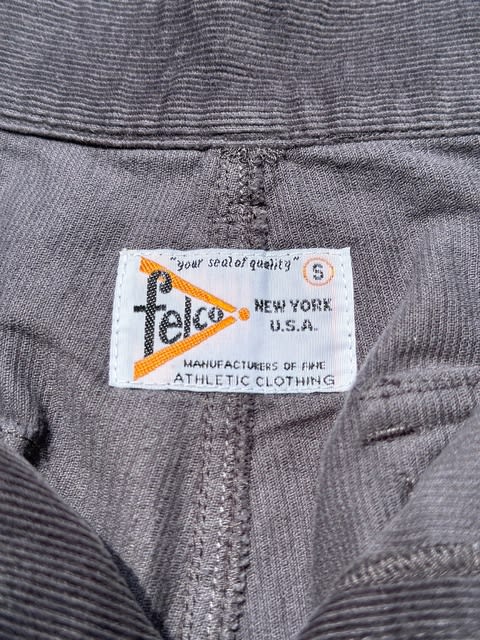 "your seal of quality"
S
felco
NEW YORK
U.S.A.
MANUFACTURERS OF FINE
ATHLETIC CLOTHING